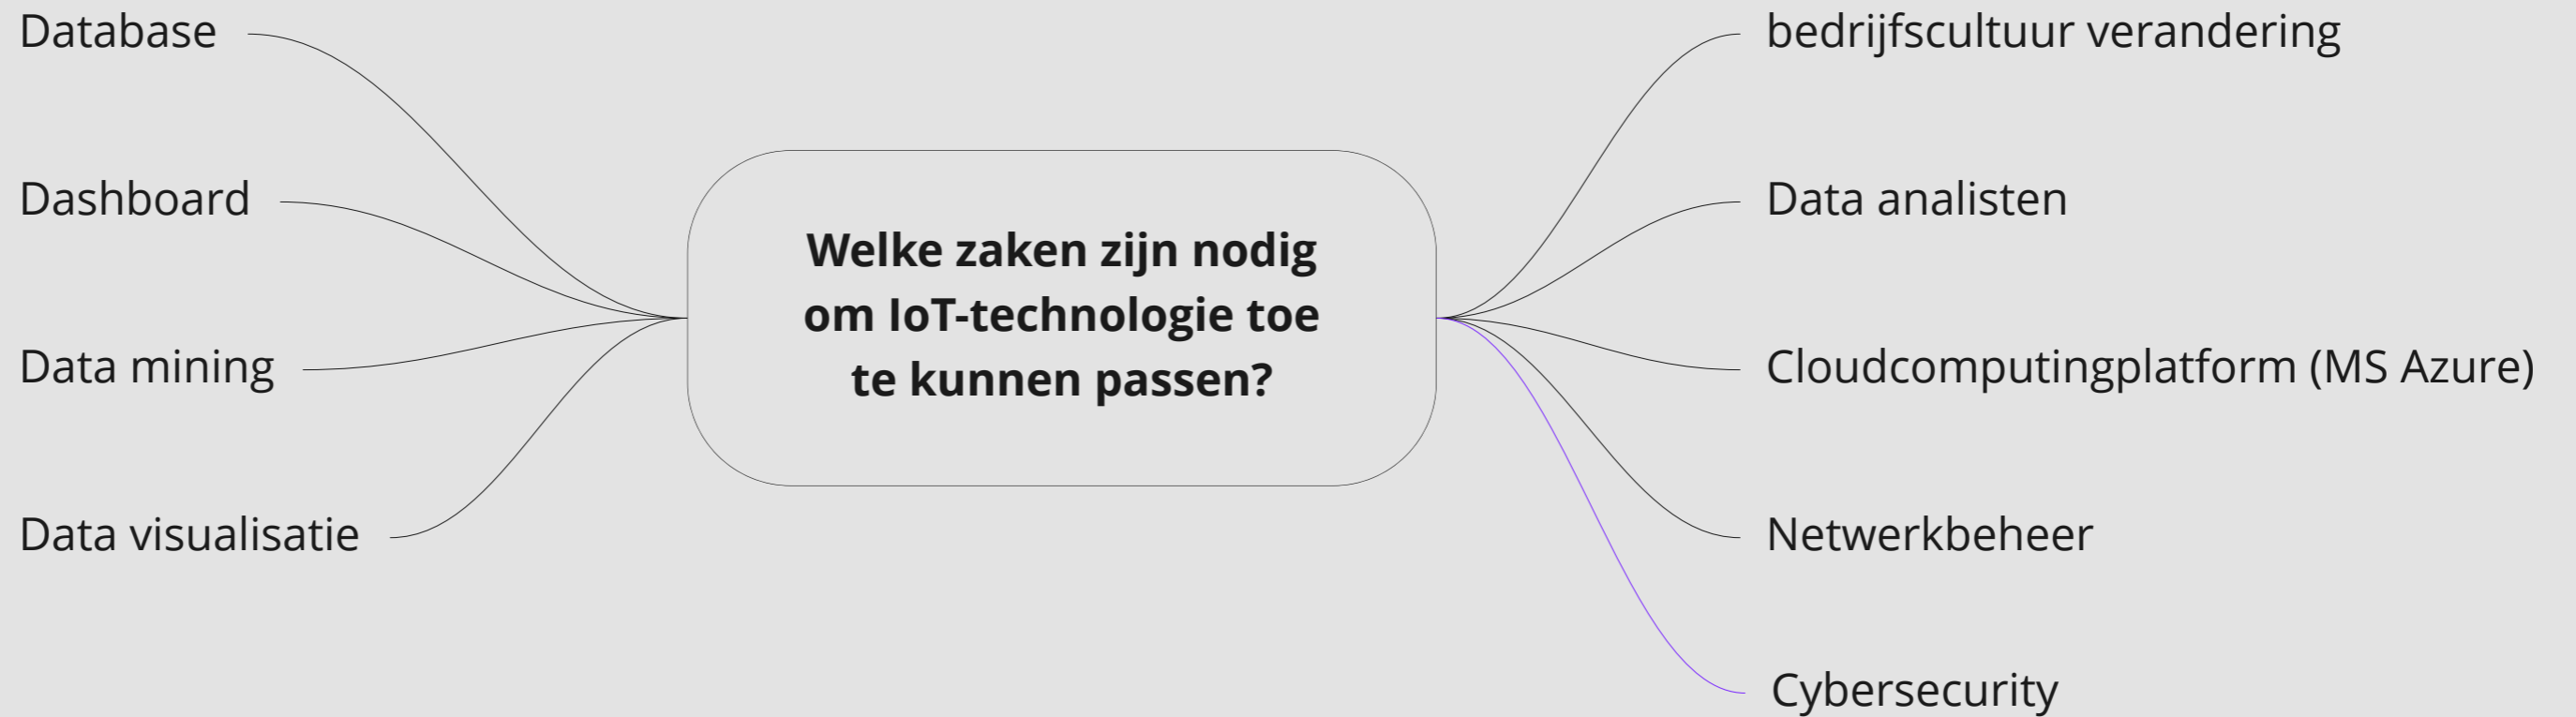 Database
Dashboard
Data mining
Data visualisatie
Welke zaken zijn nodig
om IoT-technologie toe
te kunnen passen?
bedrijfscultuur verandering
Data analisten
Cloudcomputingplatform (MS Azure)
Netwerkbeheer
Cybersecurity